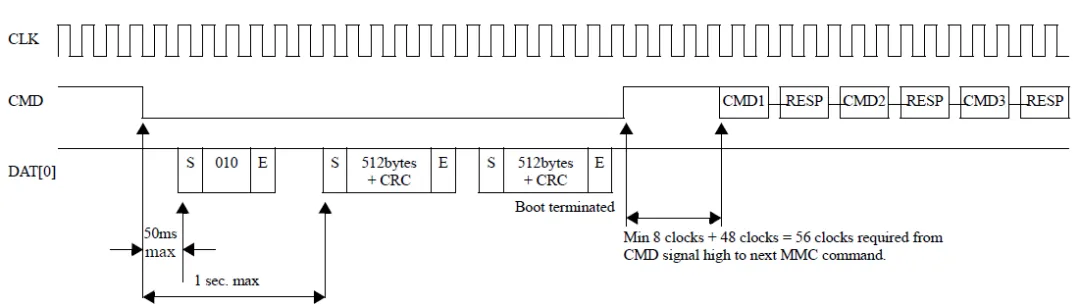 CLK
CMD
CMD1 RESP CMD2 RESP CMD3 RESP
DAT[0]
S 010 E S 512bytes + CRC E S 512bytes + CRC E
Boot terminated
50ms
max
Min 8 clocks + 48 clocks = 56 clocks required from
CMD signal high to next MMC command.
1 sec. max